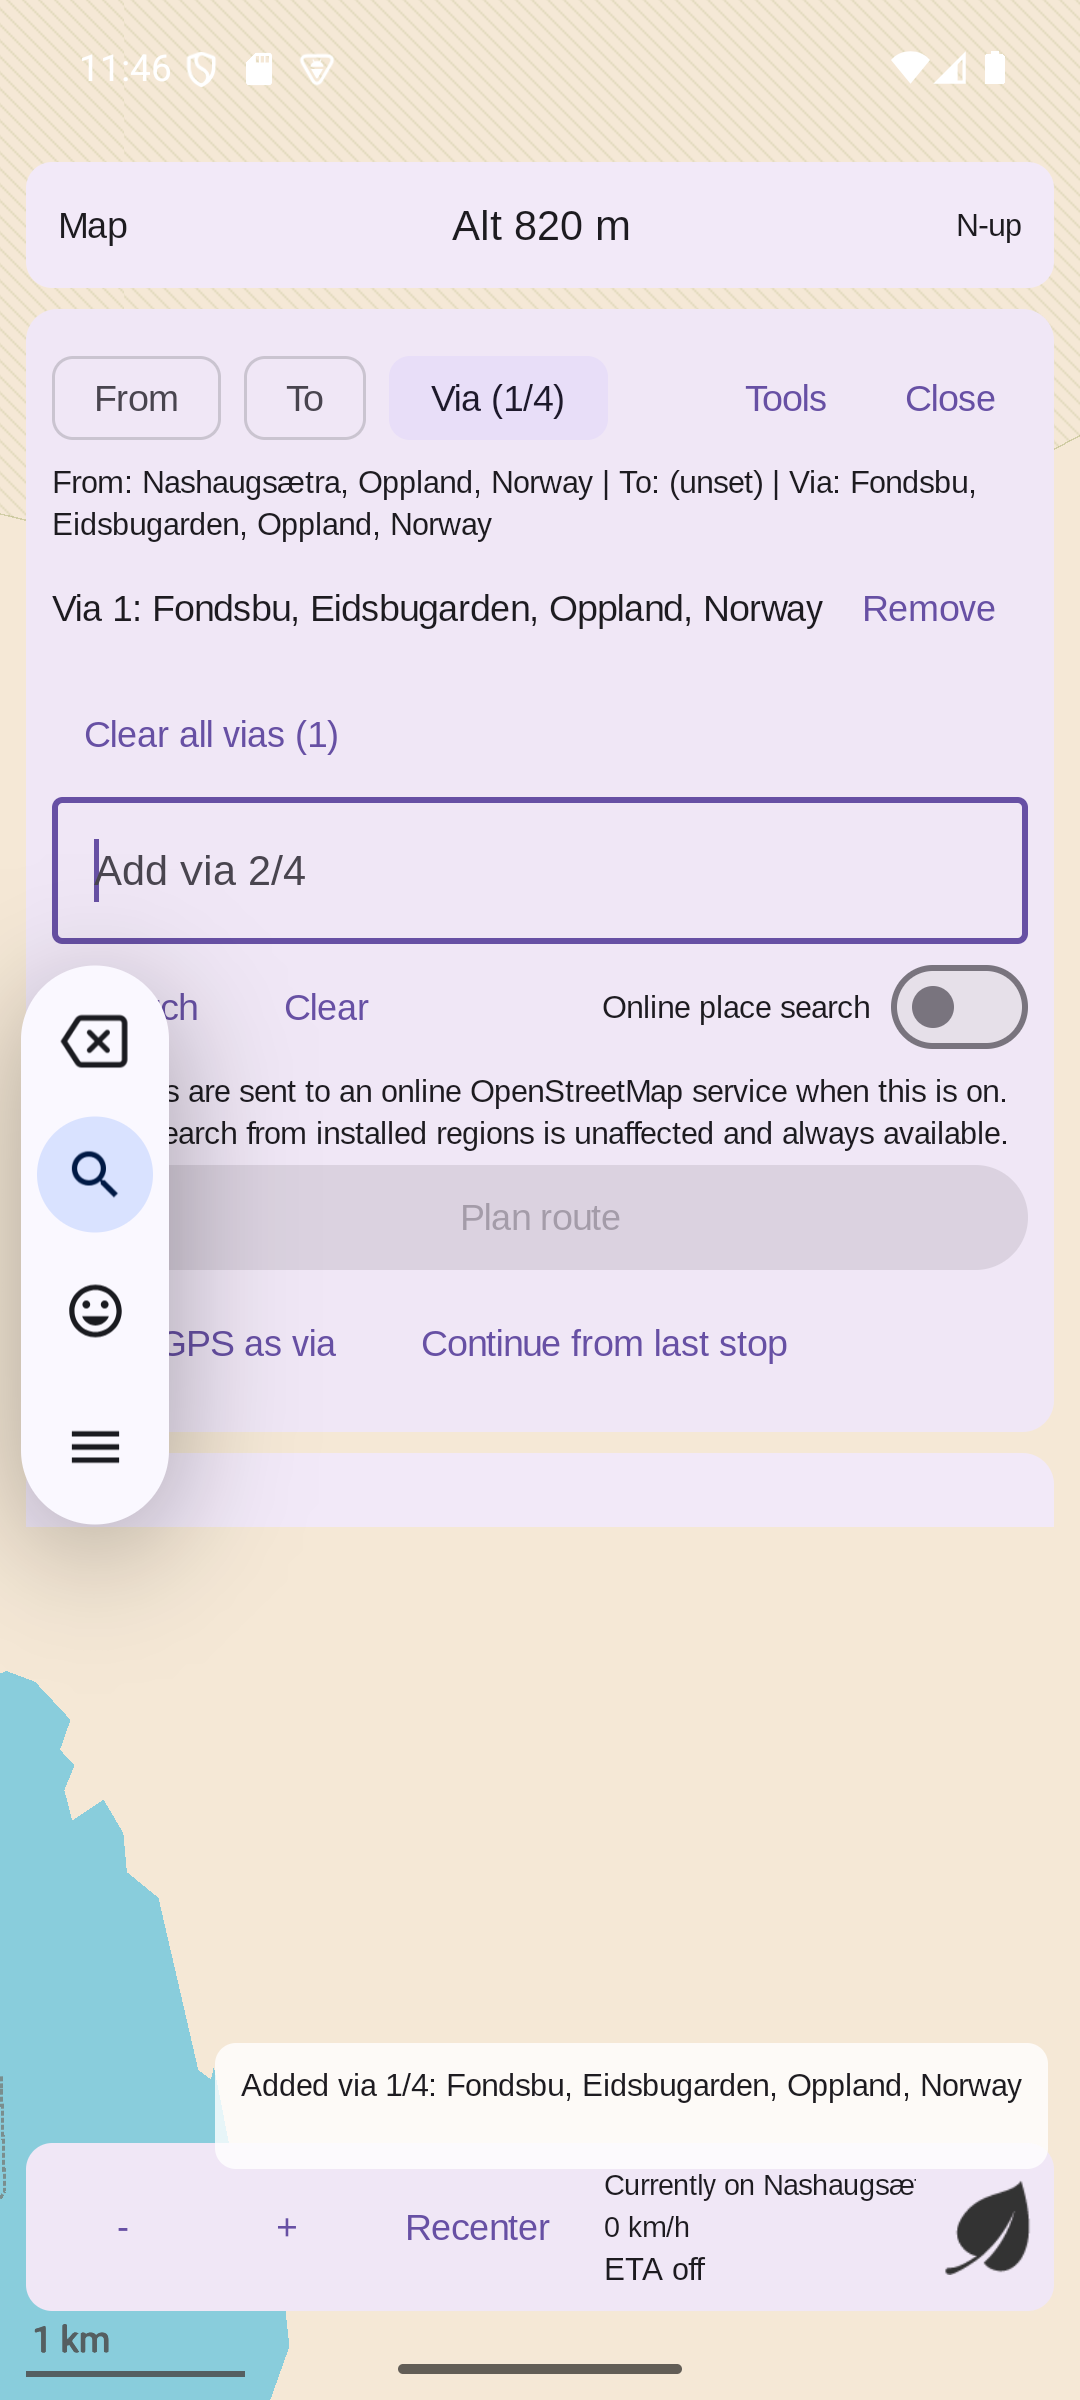 11:46
Map Alt 820 m N-up
From To Via (1/4) Tools Close
From: Nashaugsætra, Oppland, Norway | To: (unset) | Via: Fondsbu,
Eidsbugarden, Oppland, Norway
Via 1: Fondsbu, Eidsbugarden, Oppland, Norway Remove
Clear all vias (1)
Add via 2/4
Clear Online place search
are sent to an online OpenStreetMap service when this is on.
from installed regions is unaffected and always available.
Plan route
GPS as via Continue from last stop
Added via 1/4: Fondsbu, Eidsbugarden, Oppland, Norway
Currently on
- + Recenter 0 km/h
ETA off
1 km